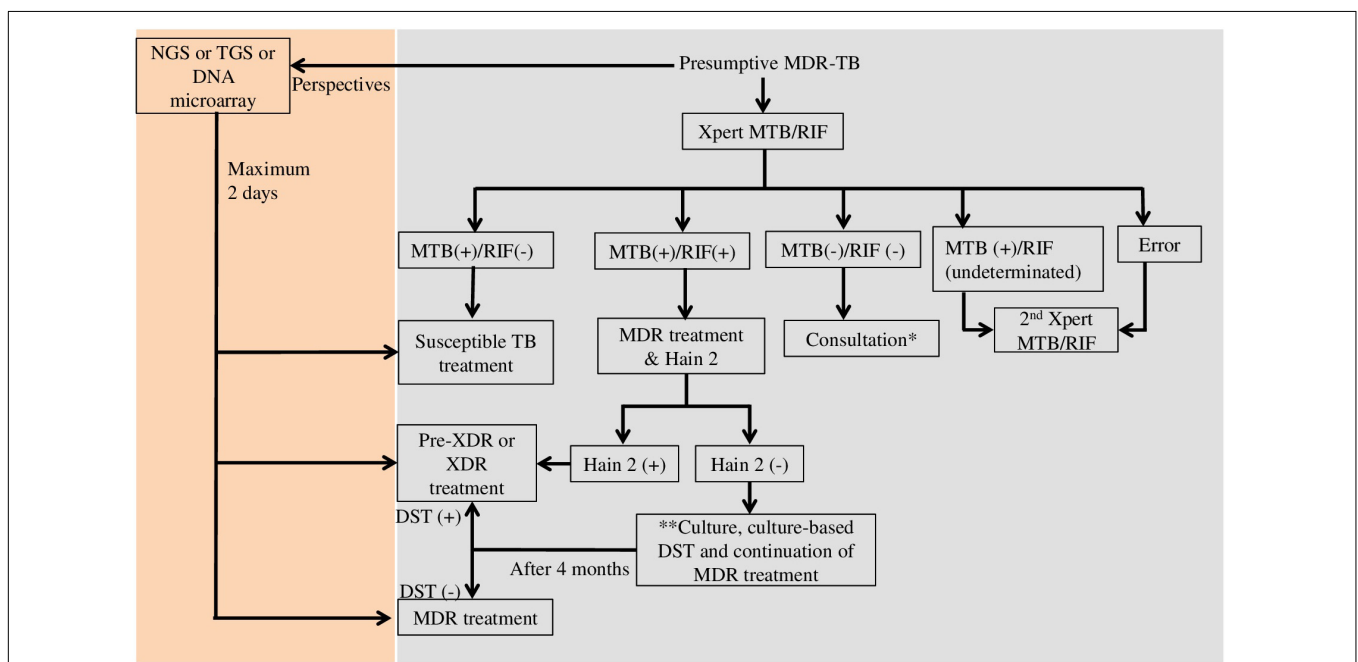 NGS or TGS or
DNA
microarray
Perspectives
Presumptive MDR-TB
Xpert MTB/RIF
Maximum
2 days
MTB(+)/RIF(-)
MTB(+)/RIF(+)
MTB(-)/RIF (-)
MTB (+)/RIF
(undeterminated)
Error
Susceptible TB
treatment
MDR treatment
& Hain 2
Consultation*
2nd Xpert
MTB/RIF
Pre-XDR or
XDR
treatment
Hain 2 (+)
Hain 2 (-)
DST (+)
**Culture, culture-based
DST and continuation of
MDR treatment
After 4 months
DST (-)
MDR treatment